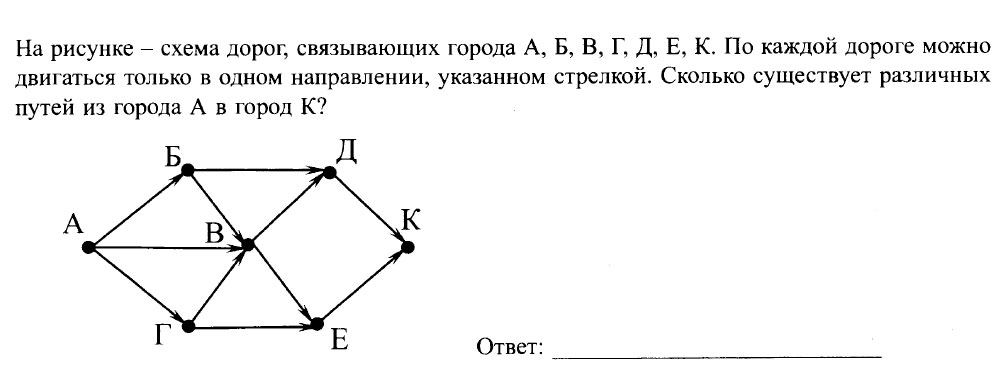 На рисунке – схема дорог, связывающих города А, Б, В, Г, Д, Е, К. По каждой дороге можно
двигаться только в одном направлении, указанном стрелкой. Сколько существует различных
путей из города А в город К?
Б
Д
А
В
К
Г
Е
Ответ: